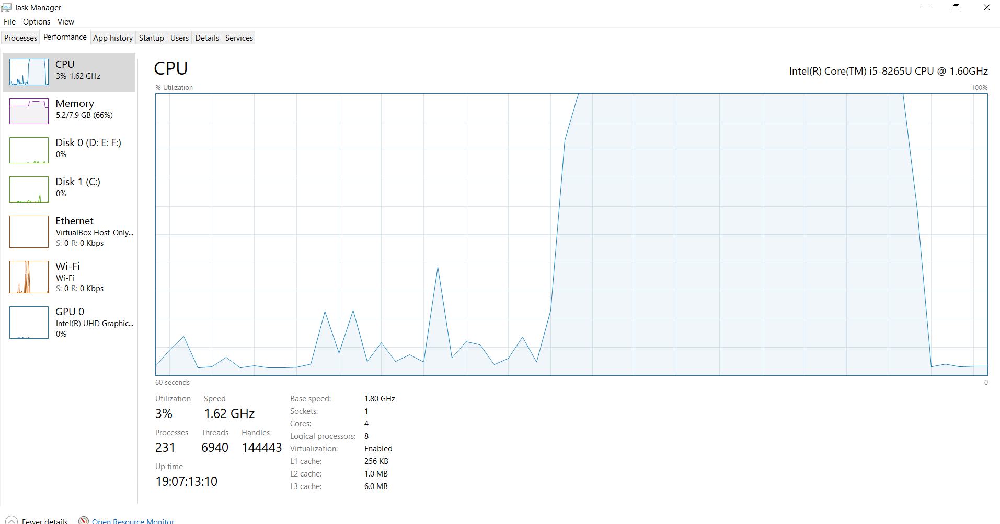 Task Manager
File Options View
Processes Performance App history Startup Users Details Services
CPU
3% 1.62 GHz
Memory
5.2/7.9 GB (66%)
Disk 0 (D: E: F:)
0%
Disk 1 (C:)
0%
Ethernet
VirtualBox Host-Only...
S: 0 R: 0 Kbps
Wi-Fi
Wi-Fi
S: 0 R: 0 Kbps
GPU 0
Intel(R) UHD Graphic...
0%
CPU
Intel(R) Core(TM) i5-8265U CPU @ 1.60GHz
% Utilization 100%
60 seconds 0
Utilization Speed
3% 1.62 GHz
Processes Threads Handles
231 6940 144443
Up time
19:07:13:10
Base speed: 1.80 GHz
Sockets: 1
Cores: 4
Logical processors: 8
Virtualization: Enabled
L1 cache: 256 KB
L2 cache: 1.0 MB
L3 cache: 6.0 MB
Fewer details Open Resource Monitor